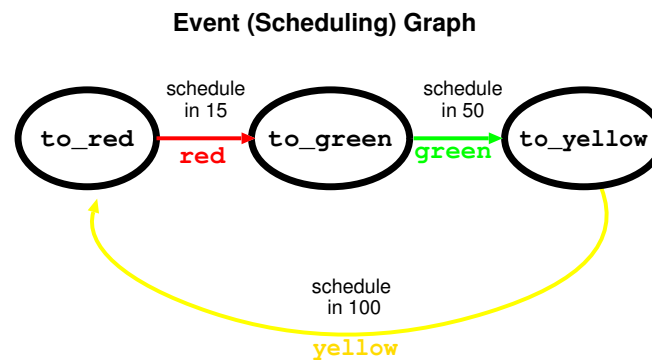 Event (Scheduling) Graph
schedule
in 15
schedule
in 50
to_red
to_green
to_yellow
red
green
schedule
in 100
yellow